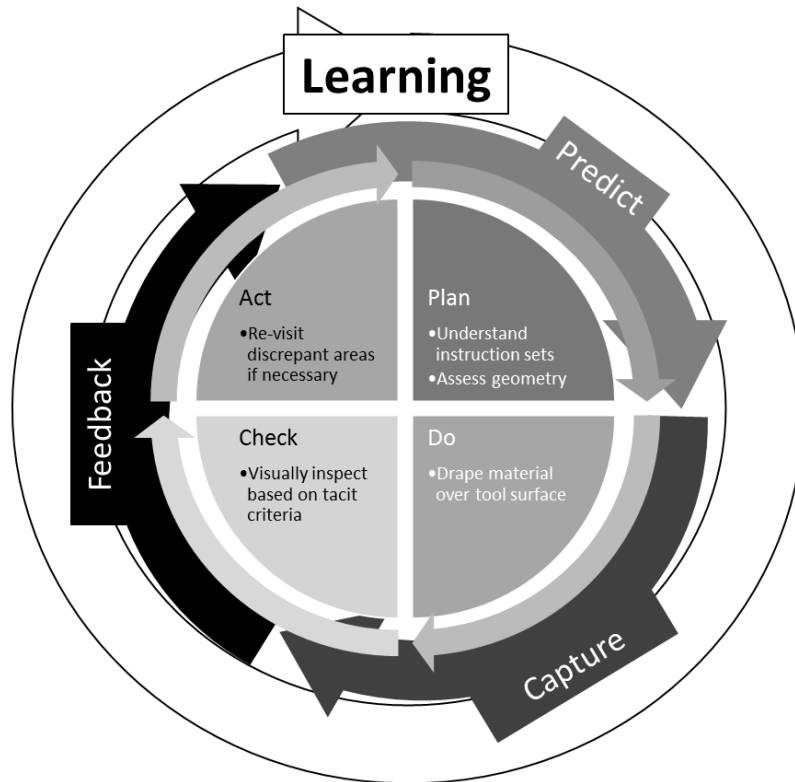 Learning
Predict
Act
•Re-visit
discrepant areas
if necessary
Plan
•Understand
instruction sets
•Assess geometry
Feedback
Check
•Visually inspect
based on tacit
criteria
Do
•Drape material
over tool surface
Capture